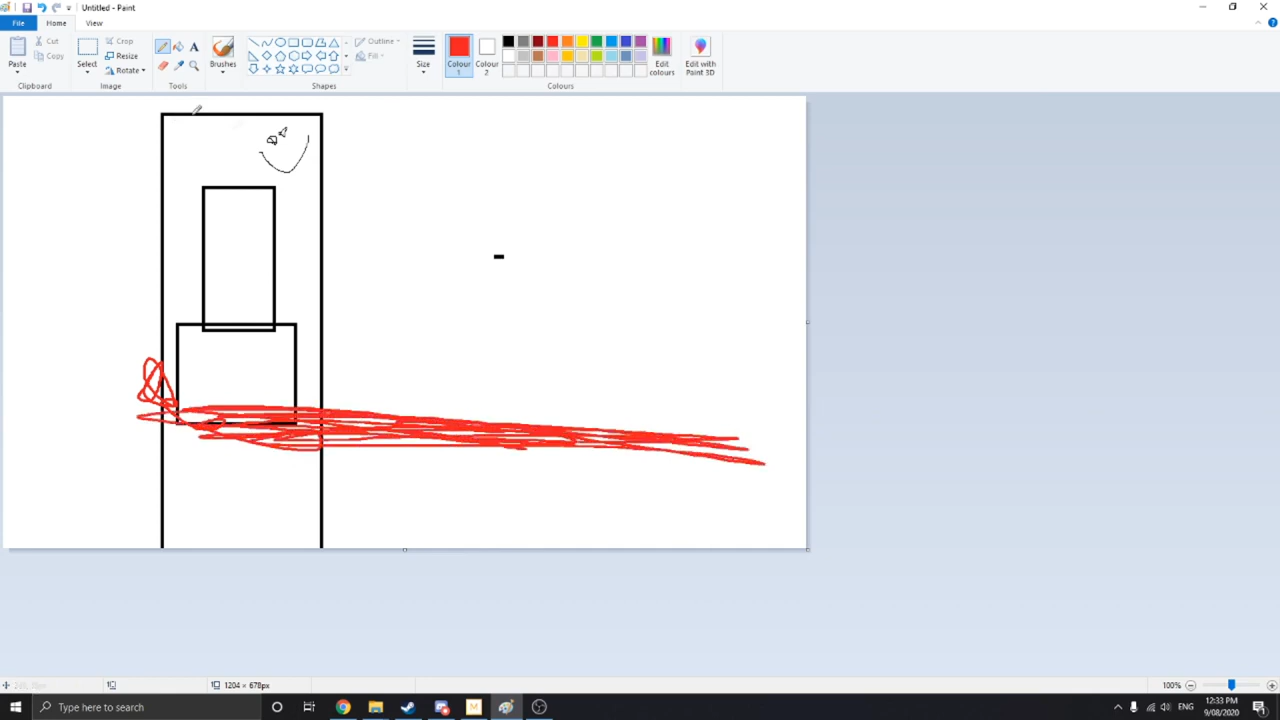 Untitled - Paint
File Home View
Paste
Cut
Copy
Clipboard
Select
Crop
Resize
Rotate
Image
A
Tools
Brushes
Outline
Fill
Shapes
Size
Colour 1
Colour 2
Edit colours
Edit with Paint 3D
Colours
1204 × 678px
100%
Type here to search
M
ENG
12:33 PM
9/08/2020
1